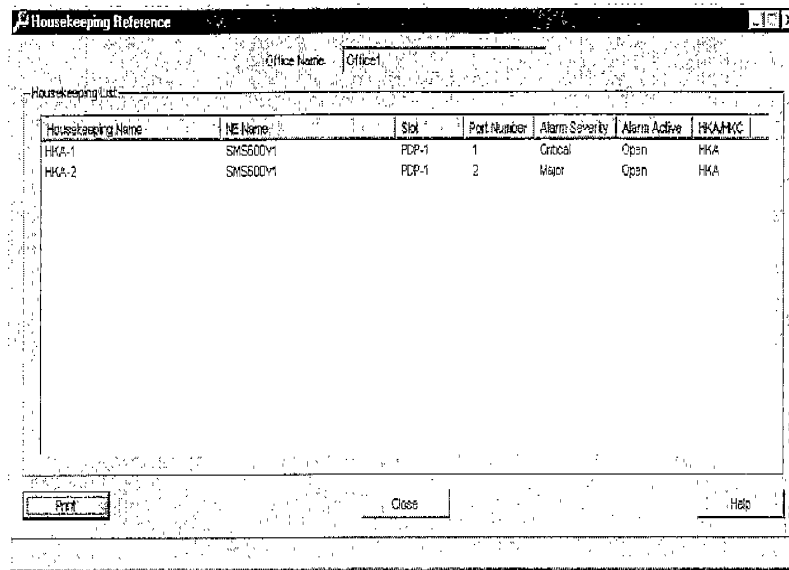 Housekeeping Reference
Office Name Office1
Housekeeping List
Housekeeping Name NE Name Slot Port Number Alarm Severity Alarm Active HKA/HKC
HKA-1 SMS600V1 PDP-1 1 Critical Open HKA
HKA-2 SMS600V1 PDP-1 2 Major Open HKA
Print Close Help